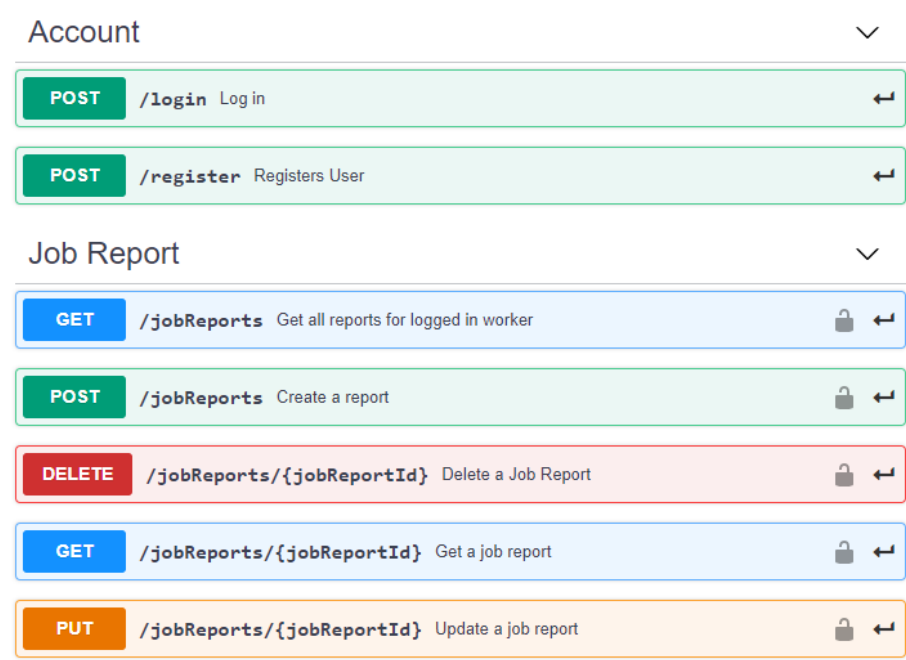 Account
POST /login Log in
POST /register Registers User
Job Report
GET /jobReports Get all reports for logged in worker
POST /jobReports Create a report
DELETE /jobReports/{jobReportId} Delete a Job Report
GET /jobReports/{jobReportId} Get a job report
PUT /jobReports/{jobReportId} Update a job report